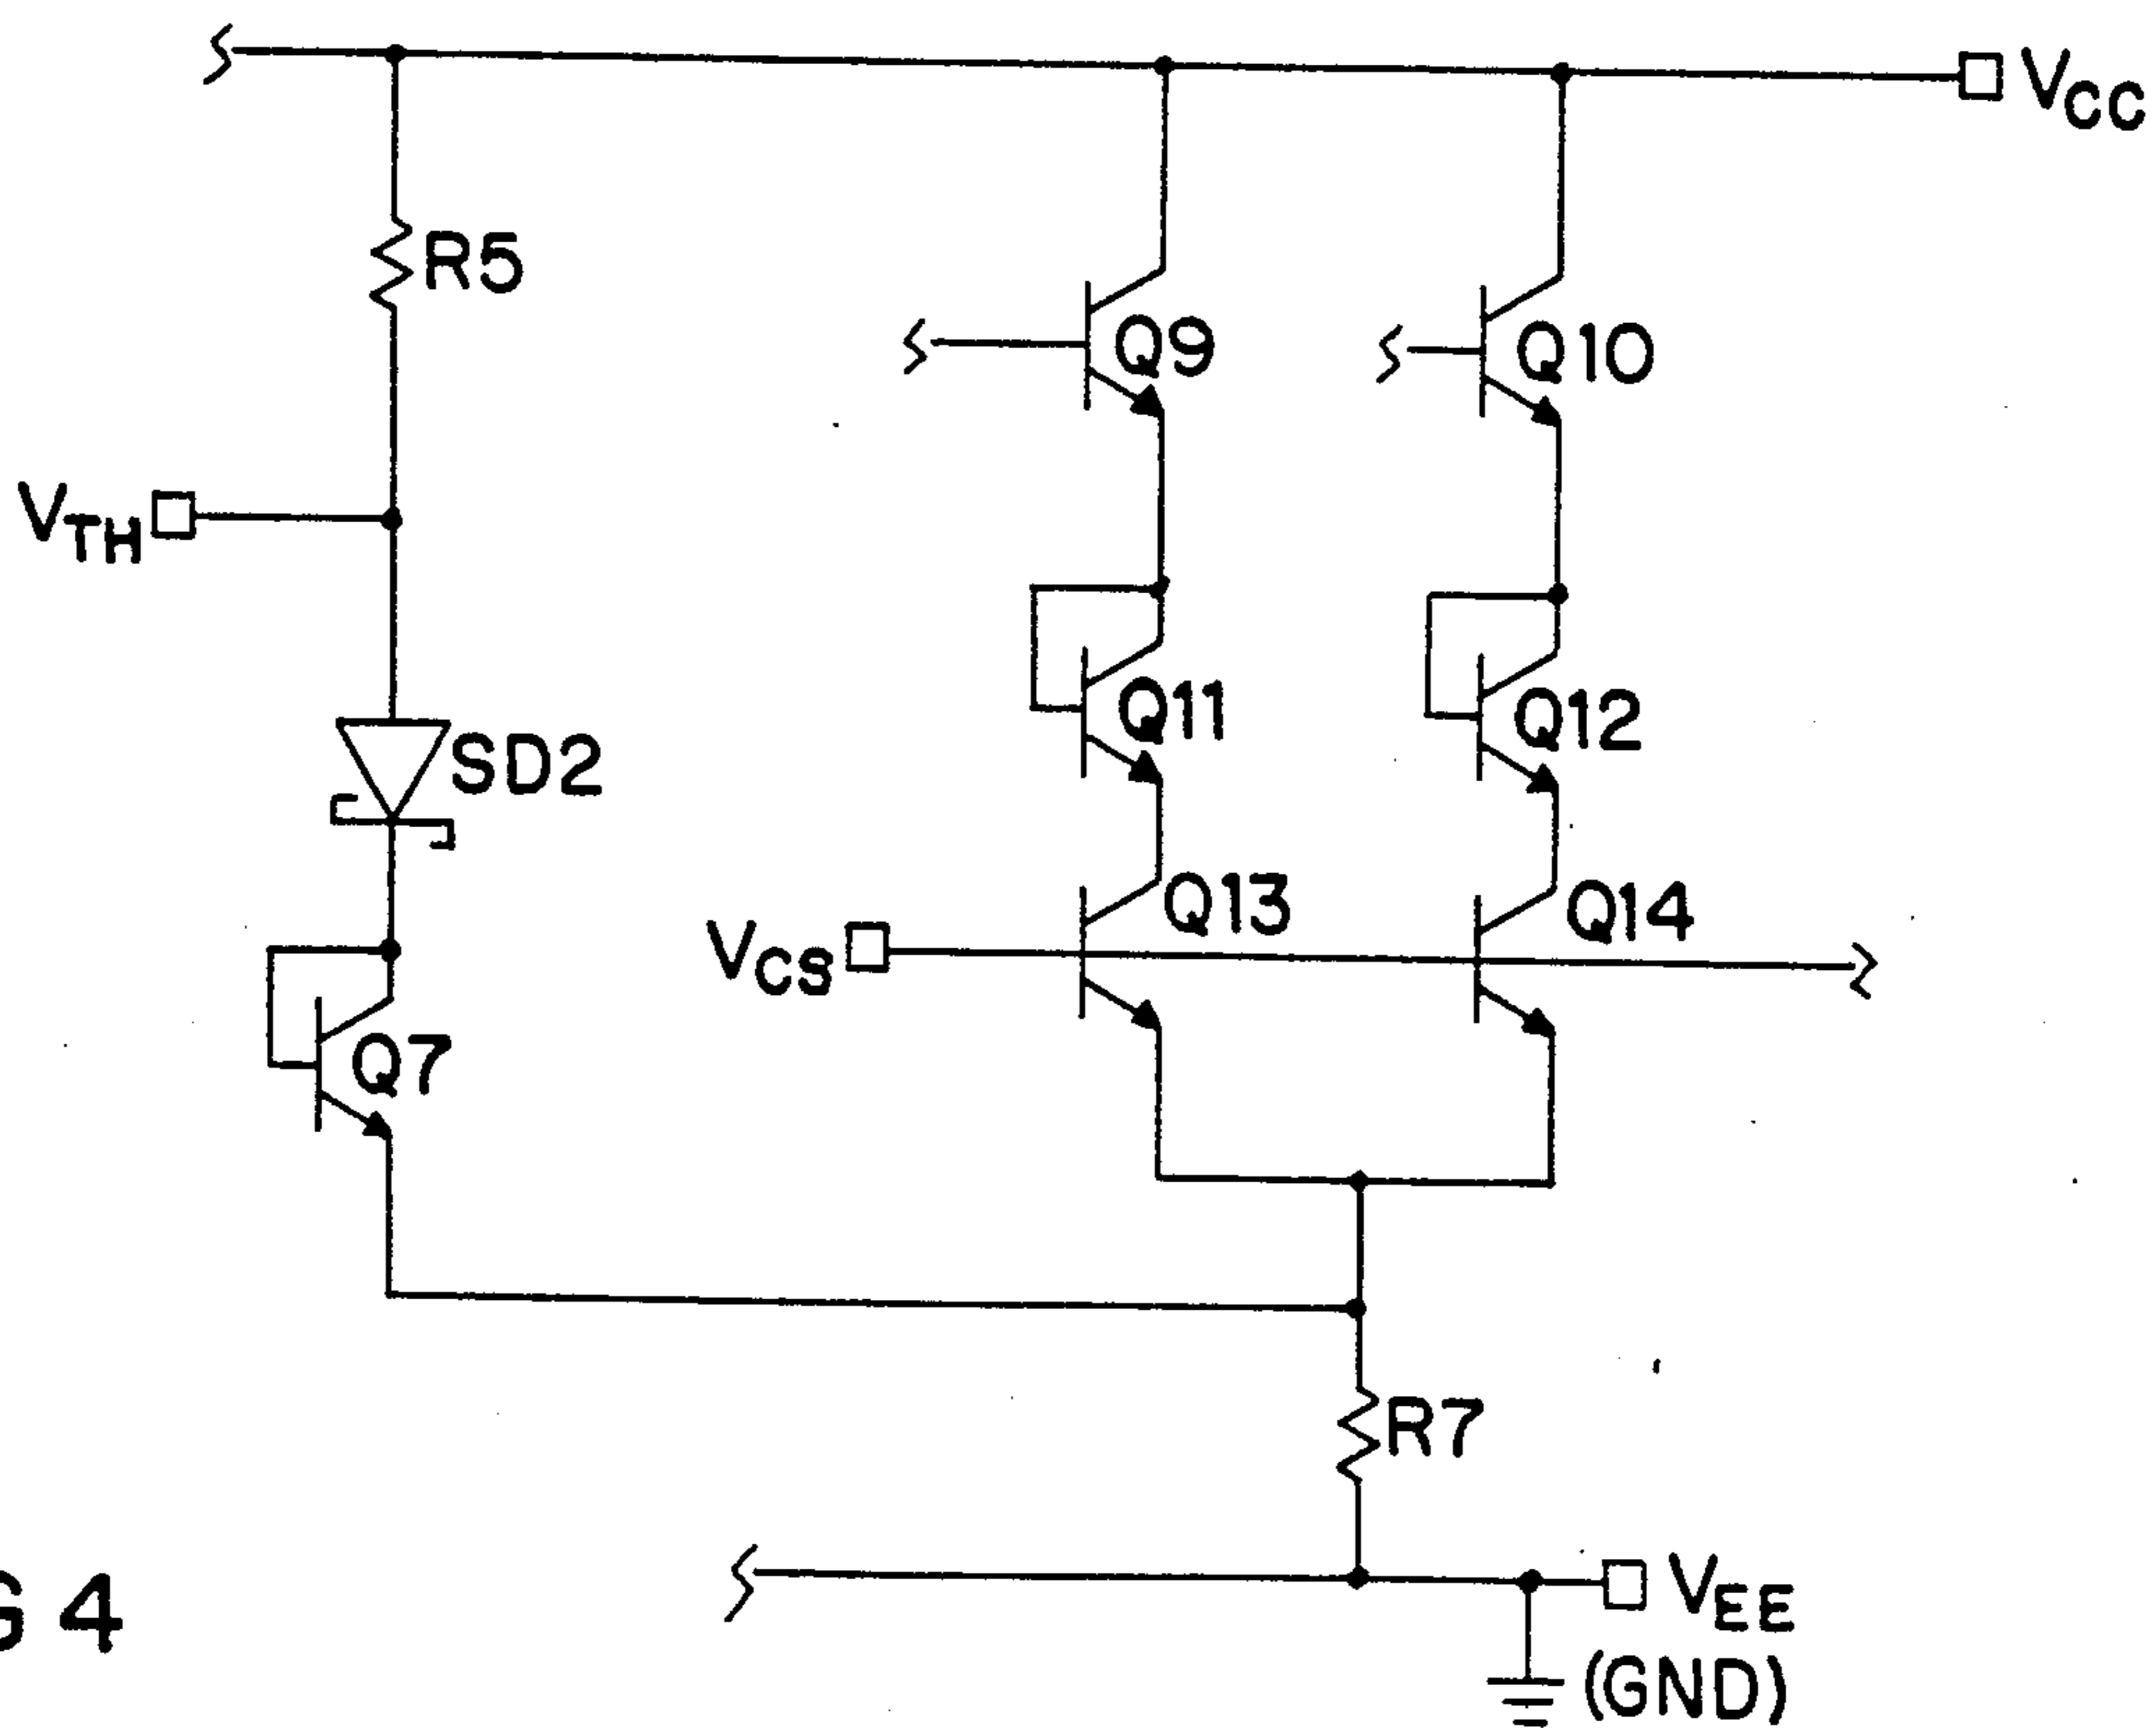 VCC
R5
Q9
Q10
VTH
Q11
Q12
SD2
Q13
Q14
VCS
Q7
R7
G 4
VEE
(GND)